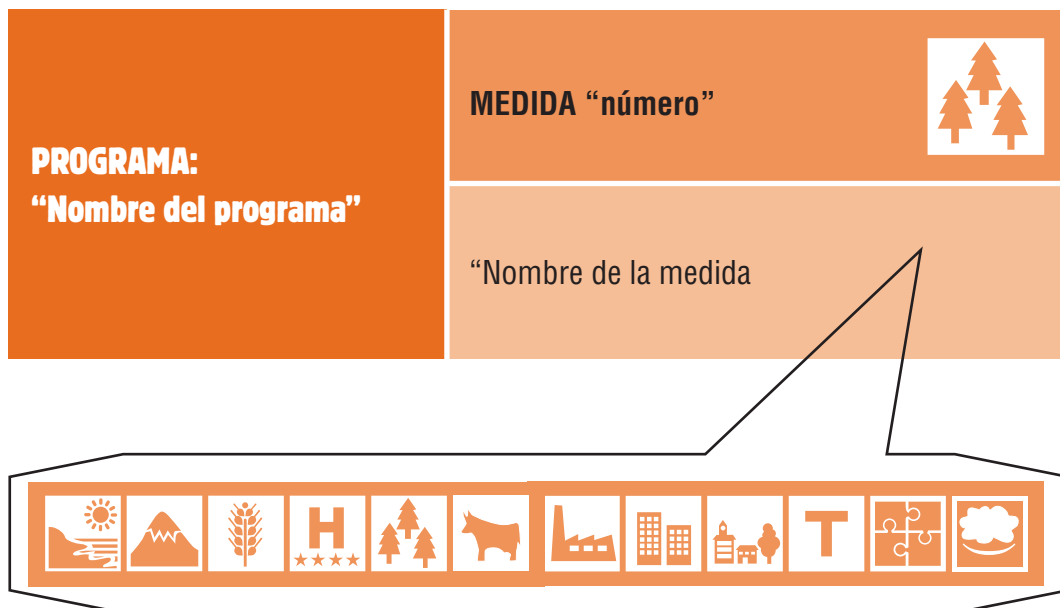 PROGRAMA:
“Nombre del programa”
MEDIDA “número”
“Nombre de la medida
H
T